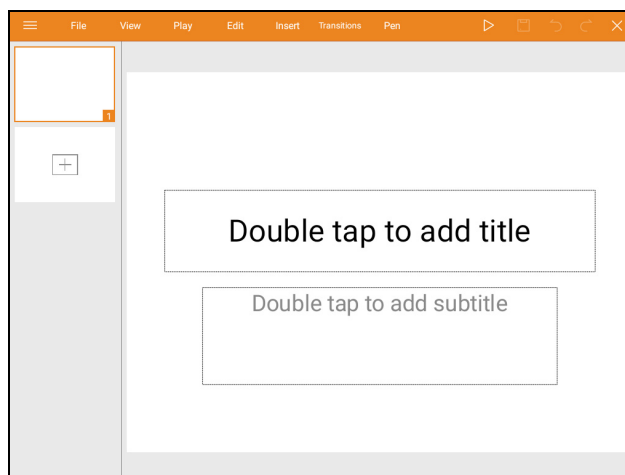 File View Play Edit Insert Transitions Pen
1
Double tap to add title
Double tap to add subtitle